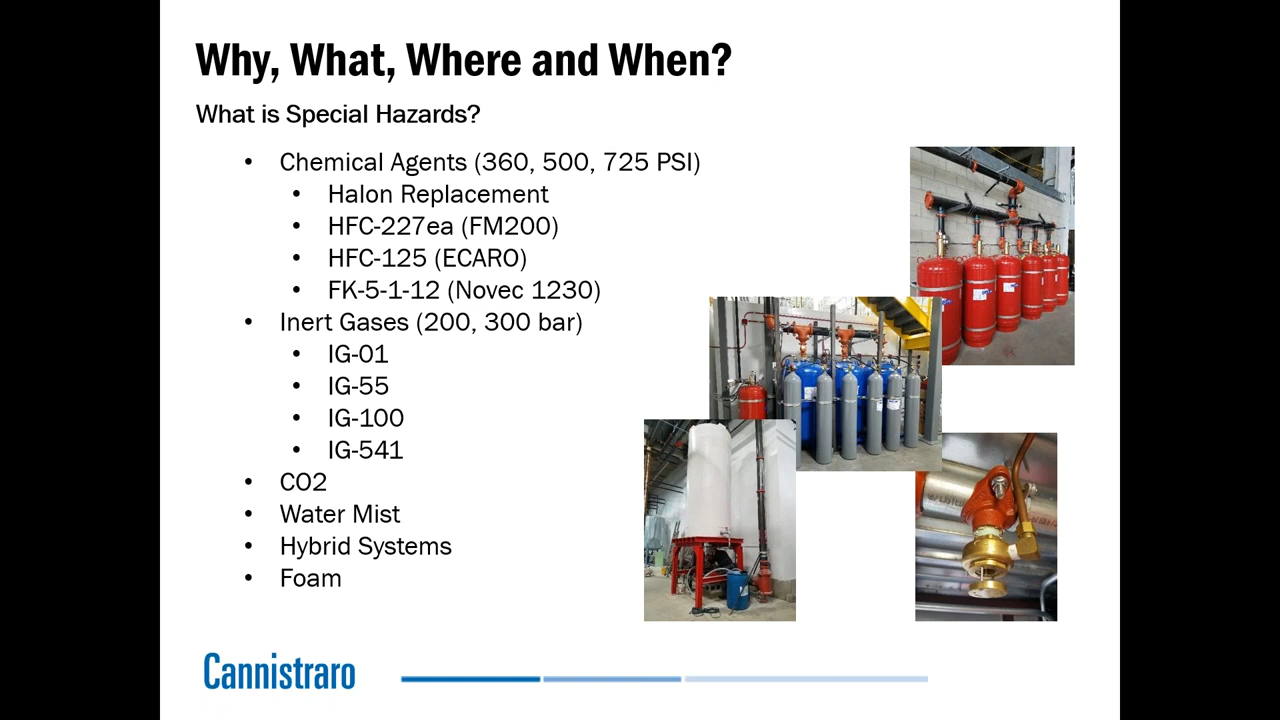 Why, What, Where and When?
What is Special Hazards?
• Chemical Agents (360, 500, 725 PSI)
• Halon Replacement
• HFC-227ea (FM200)
• HFC-125 (ECARO)
• FK-5-1-12 (Novec 1230)
• Inert Gases (200, 300 bar)
• IG-01
• IG-55
• IG-100
• IG-541
• CO2
• Water Mist
• Hybrid Systems
• Foam
Cannistraro